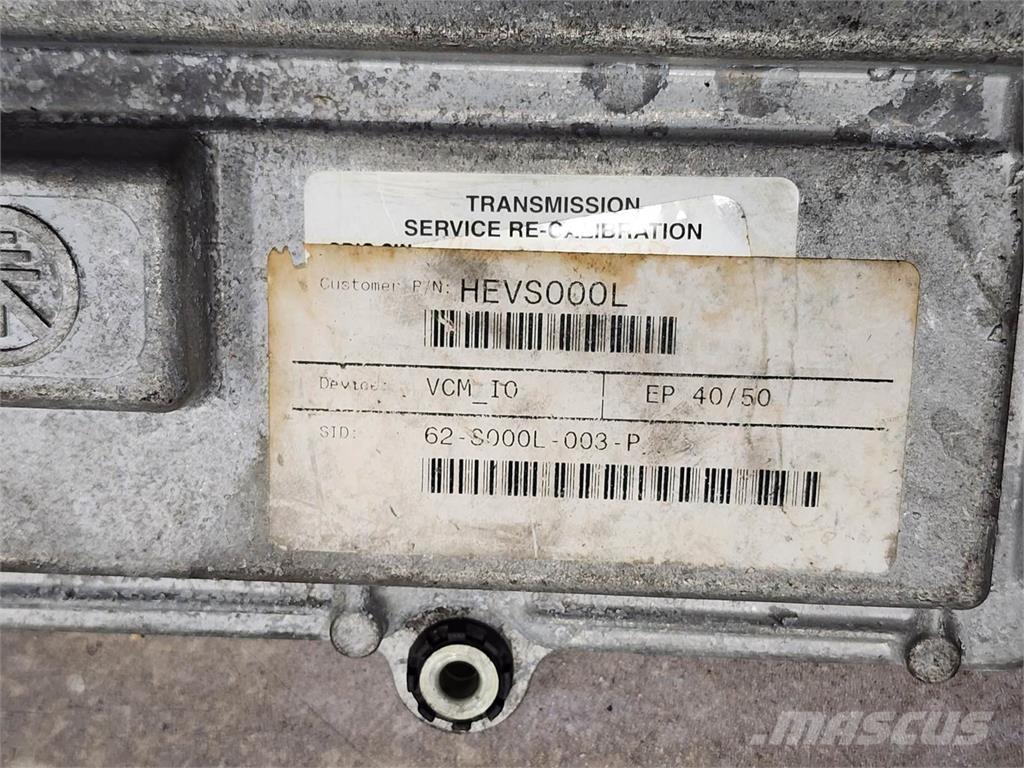 TRANSMISSION
SERVICE RE-CALIBRATION
Customer P/N: HEVS000L
Device: VCM_IO EP 40/50
SID: 62-S000L-003-P
MASCUS